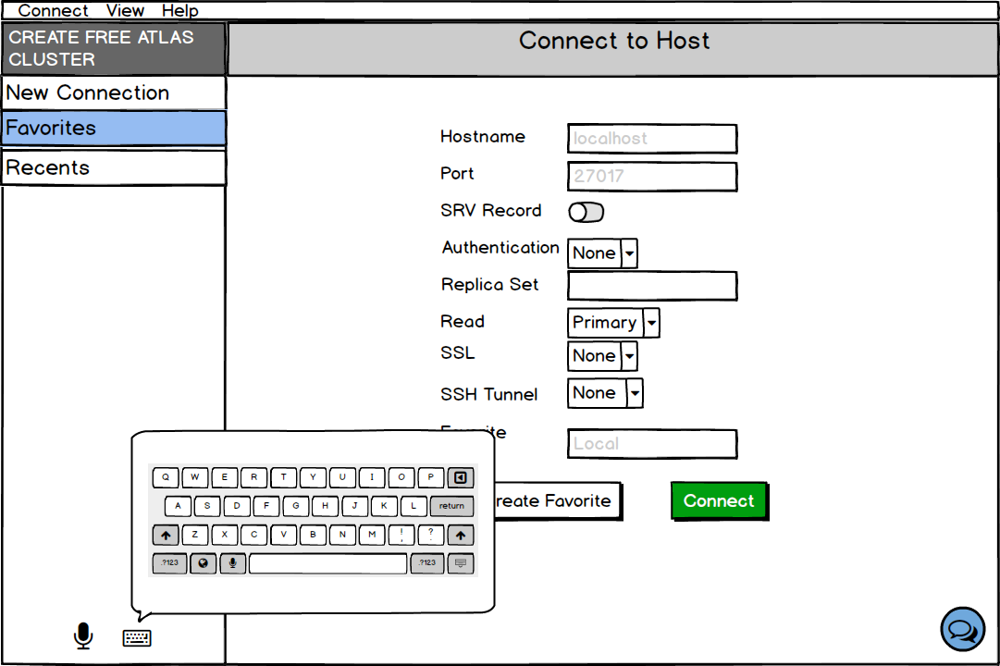 Connect View Help
CREATE FREE ATLAS
CLUSTER
Connect to Host
New Connection
Favorites
Recents
Hostname localhost
Port 27017
SRV Record
Authentication None
Replica Set
Read Primary
SSL None
SSH Tunnel None
Local
reate Favorite
Connect
Q W E R T Y U I O P
A S D F G H J K L return
Z X C V B N M ! , ? .
.?123 .?123